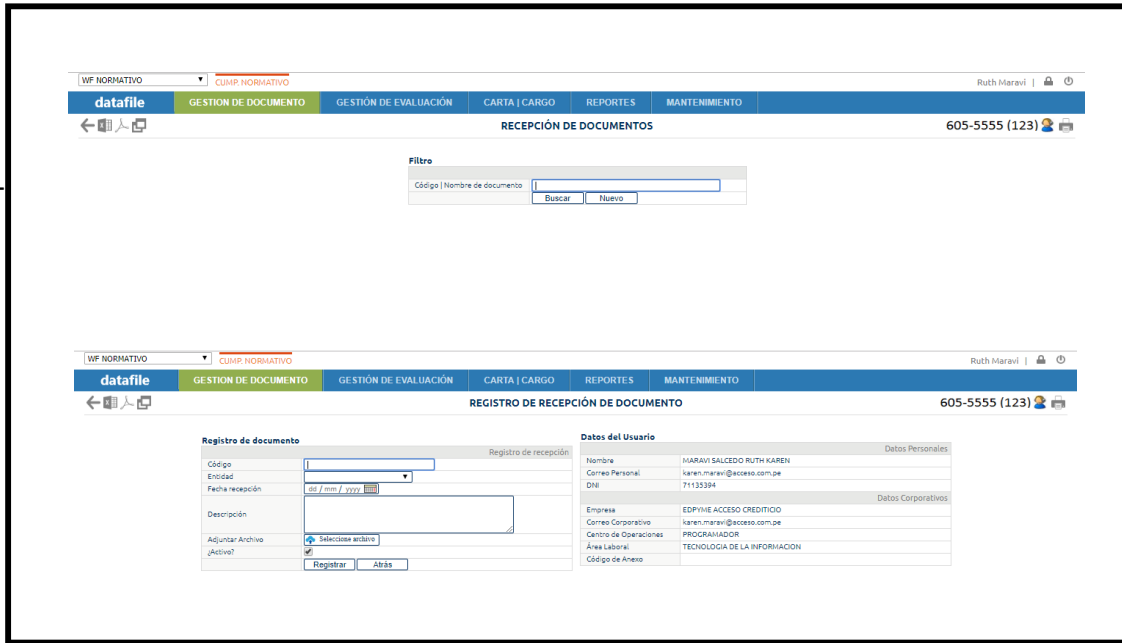 WF NORMATIVO CUMP. NORMATIVO Ruth Maravi |
datafile GESTION DE DOCUMENTO GESTIÓN DE EVALUACIÓN CARTA | CARGO REPORTES MANTENIMIENTO
RECEPCIÓN DE DOCUMENTOS 605-5555 (123)
Filtro
Código | Nombre de documento
Buscar Nuevo
WF NORMATIVO CUMP. NORMATIVO Ruth Maravi |
datafile GESTION DE DOCUMENTO GESTIÓN DE EVALUACIÓN CARTA | CARGO REPORTES MANTENIMIENTO
REGISTRO DE RECEPCIÓN DE DOCUMENTO 605-5555 (123)
Registro de documento
Registro de recepción
Código
Entidad
Fecha recepción dd / mm / yyyy
Descripción
Adjuntar Archivo Seleccione archivo
¿Activo?
Registrar Atrás
Datos del Usuario
Datos Personales
Nombre MARAVI SALCEDO RUTH KAREN
Correo Personal karen.maravi@acceso.com.pe
DNI 71135394
Datos Corporativos
Empresa EDPYME ACCESO CREDITICIO
Correo Corporativo karen.maravi@acceso.com.pe
Centro de Operaciones PROGRAMADOR
Área Laboral TECNOLOGIA DE LA INFORMACION
Código de Anexo